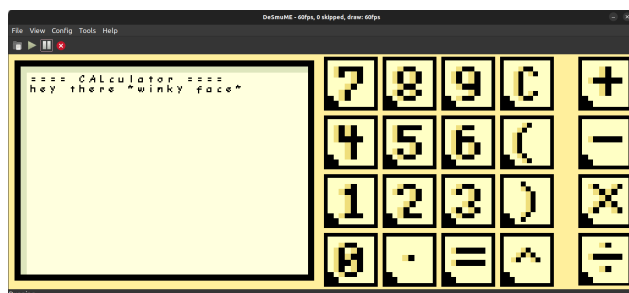 DeSmuME - 60fps, 0 skipped, draw: 60fps
File View Config Tools Help
==== CALculator ====
hey there "winky face"
7 8 9 C +
4 5 6 ( -
1 2 3 ) ×
0 . = ^ ÷